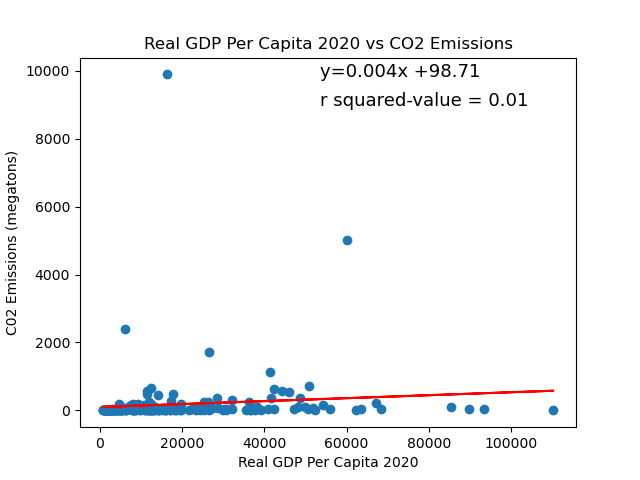 Real GDP Per Capita 2020 vs CO2 Emissions
y=0.004x +98.71
r squared-value = 0.01
C02 Emissions (megatons)
10000
8000
6000
4000
2000
0
0 20000 40000 60000 80000 100000
Real GDP Per Capita 2020